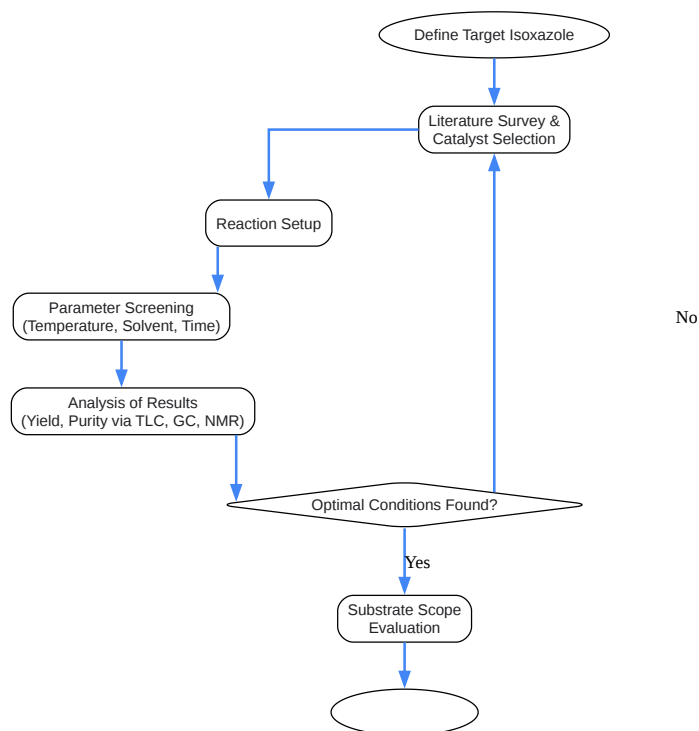 Define Target Isoxazole
Literature Survey &
Catalyst Selection
Reaction Setup
Parameter Screening
(Temperature, Solvent, Time)
No
Analysis of Results
(Yield, Purity via TLC, GC, NMR)
Optimal Conditions Found?
Yes
Substrate Scope
Evaluation